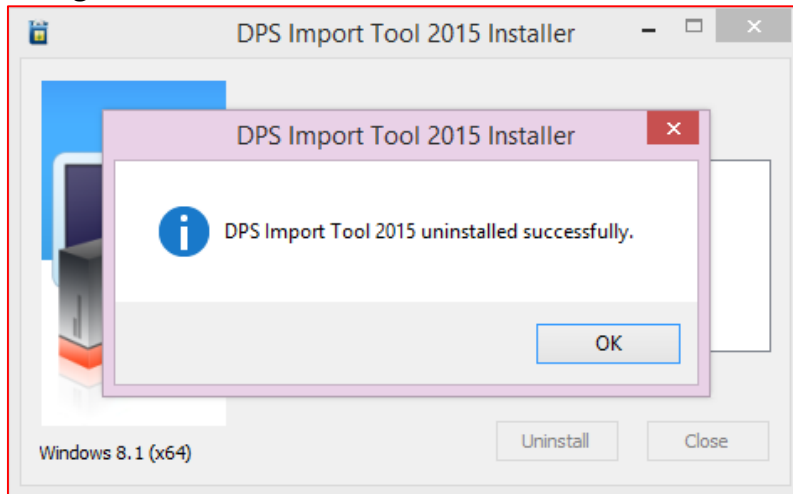 DPS Import Tool 2015 Installer
DPS Import Tool 2015 Installer
DPS Import Tool 2015 uninstalled successfully.
OK
Uninstall
Close
Windows 8.1 (x64)